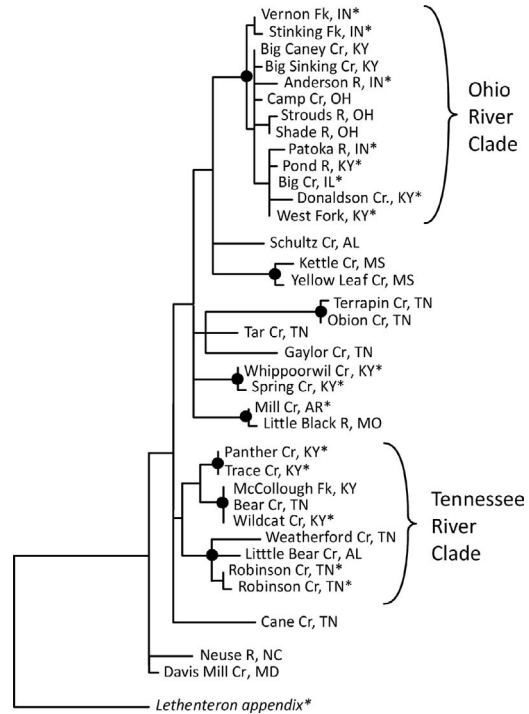 Vernon Fk, IN*
Stinking Fk, IN*
Big Caney Cr, KY
Big Sinking Cr, KY
Anderson R, IN*
Camp Cr, OH
Strouds R, OH
Shade R, OH
Patoka R, IN*
Pond R, KY*
Big Cr, IL*
Donaldson Cr., KY*
West Fork, KY*
Ohio
River
Clade
Schultz Cr, AL
Kettle Cr, MS
Yellow Leaf Cr, MS
Terrapin Cr, TN
Obion Cr, TN
Tar Cr, TN
Gaylor Cr, TN
Whippoorwil Cr, KY*
Spring Cr, KY*
Mill Cr, AR*
Little Black R, MO
Panther Cr, KY*
Trace Cr, KY*
McCollough Fk, KY
Bear Cr, TN
Wildcat Cr, KY*
Weatherford Cr, TN
Litttle Bear Cr, AL
Robinson Cr, TN*
Robinson Cr, TN*
Tennessee
River
Clade
Cane Cr, TN
Neuse R, NC
Davis Mill Cr, MD
Lethenteron appendix*